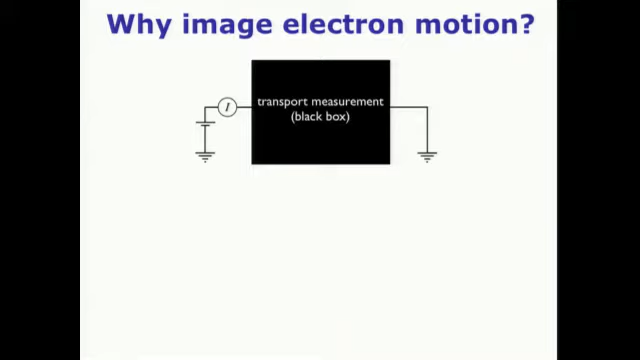 Why image electron motion?
I
transport measurement
(black box)